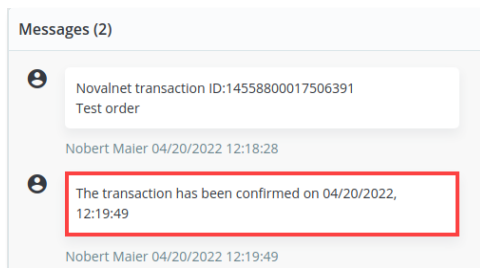 Messages (2)
Novalnet transaction ID:14558800017506391
Test order
Nobert Maier 04/20/2022 12:18:28
The transaction has been confirmed on 04/20/2022,
12:19:49
Nobert Maier 04/20/2022 12:19:49